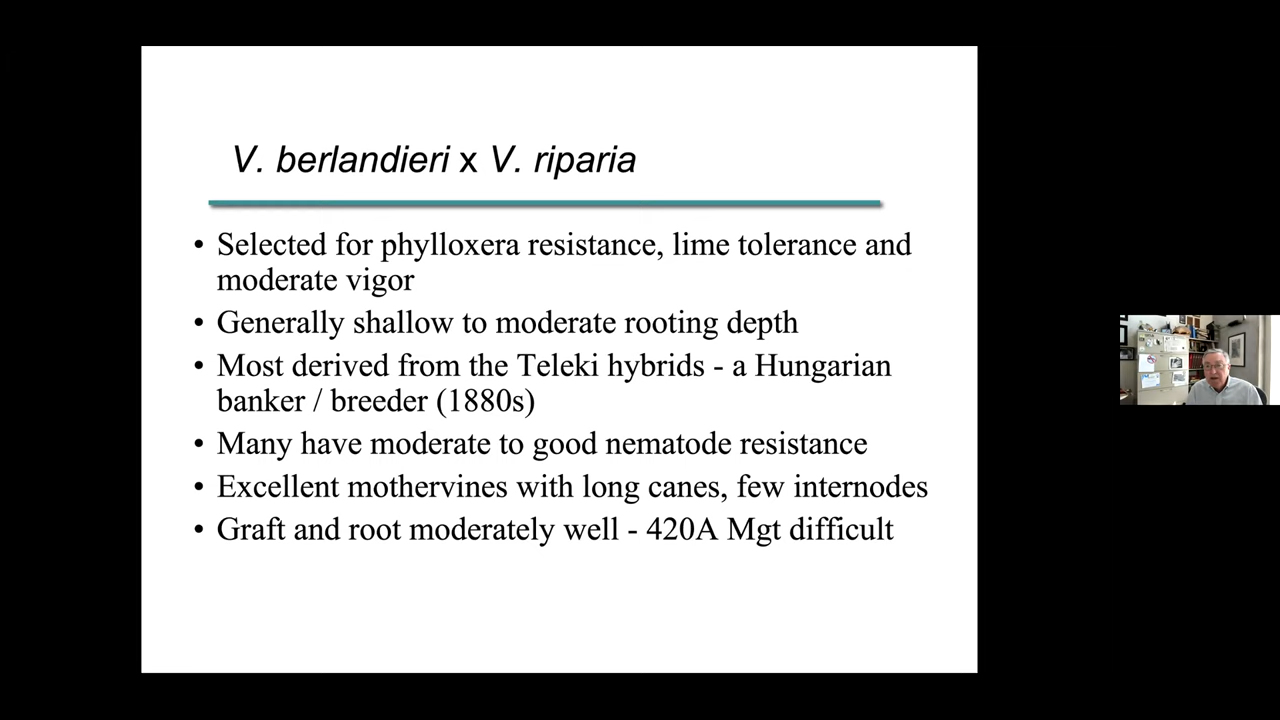 V. berlandieri x V. riparia
• Selected for phylloxera resistance, lime tolerance and
moderate vigor
• Generally shallow to moderate rooting depth
• Most derived from the Teleki hybrids - a Hungarian
banker / breeder (1880s)
• Many have moderate to good nematode resistance
• Excellent mothervines with long canes, few internodes
• Graft and root moderately well - 420A Mgt difficult